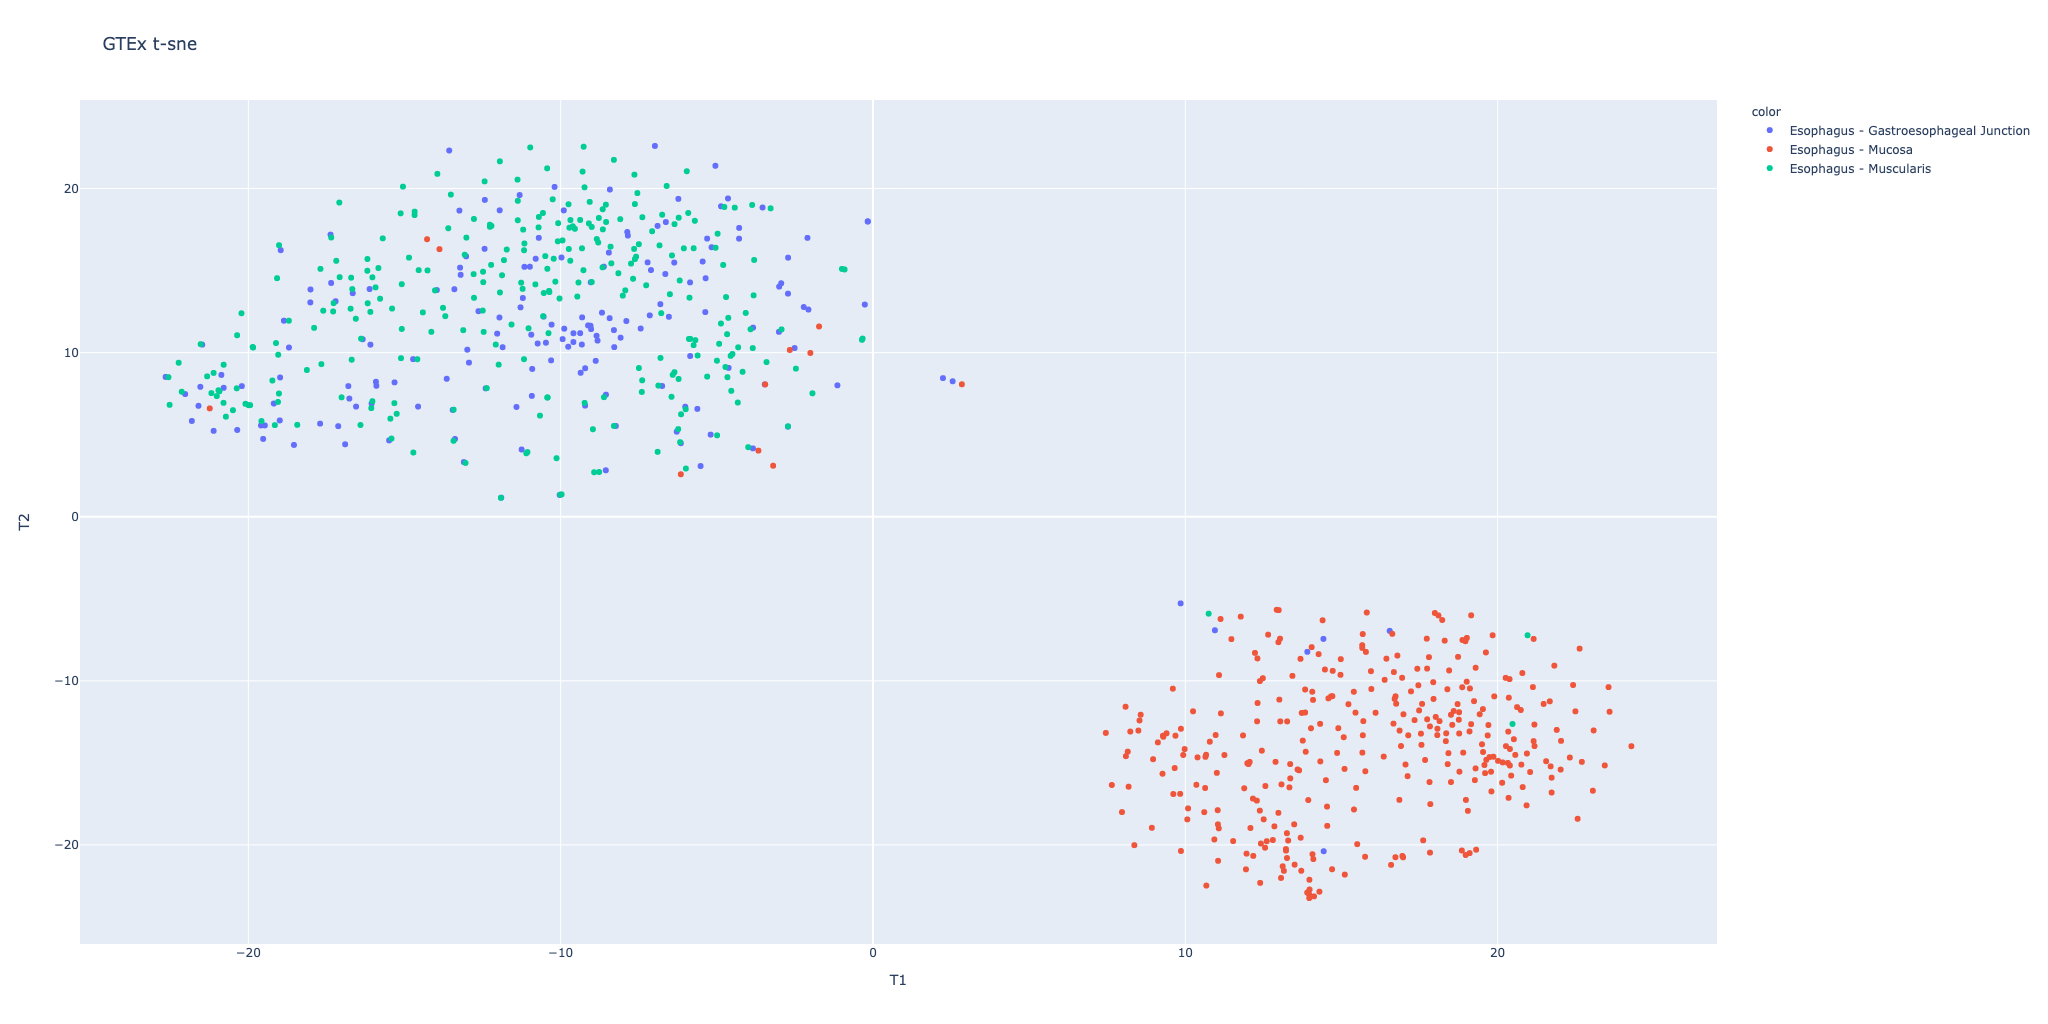 GTEx t-sne
color
Esophagus - Gastroesophageal Junction
Esophagus - Mucosa
Esophagus - Muscularis
20
10
0
−10
−20
T2
−20
−10
0
10
20
T1